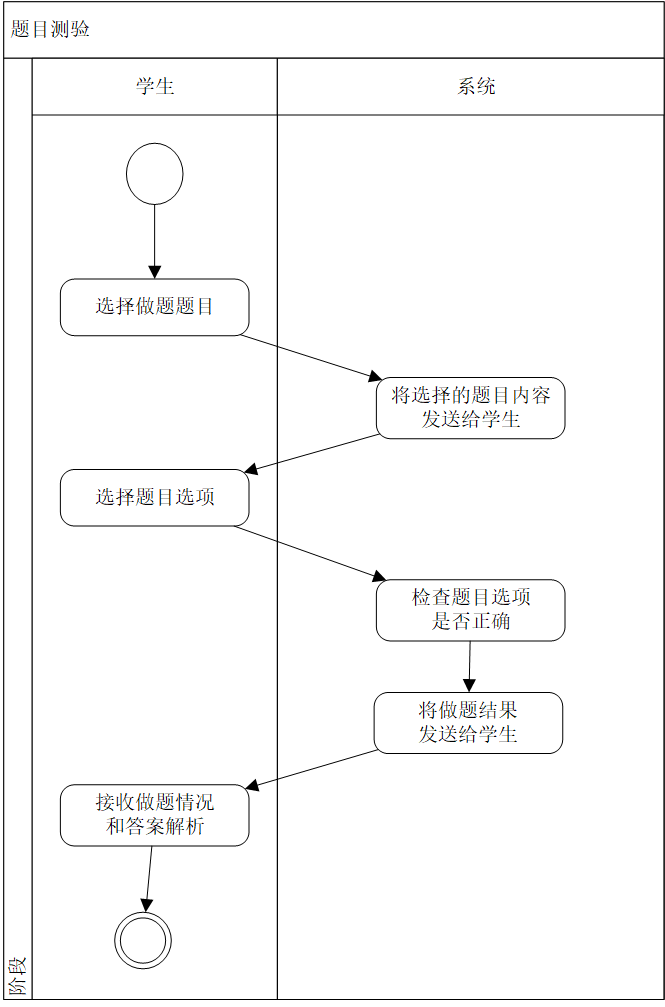 题目测验
学生
系统
选择做题题目
将选择的题目内容
发送给学生
选择题目选项
检查题目选项
是否正确
将做题结果
发送给学生
接收做题情况
和答案解析
阶段